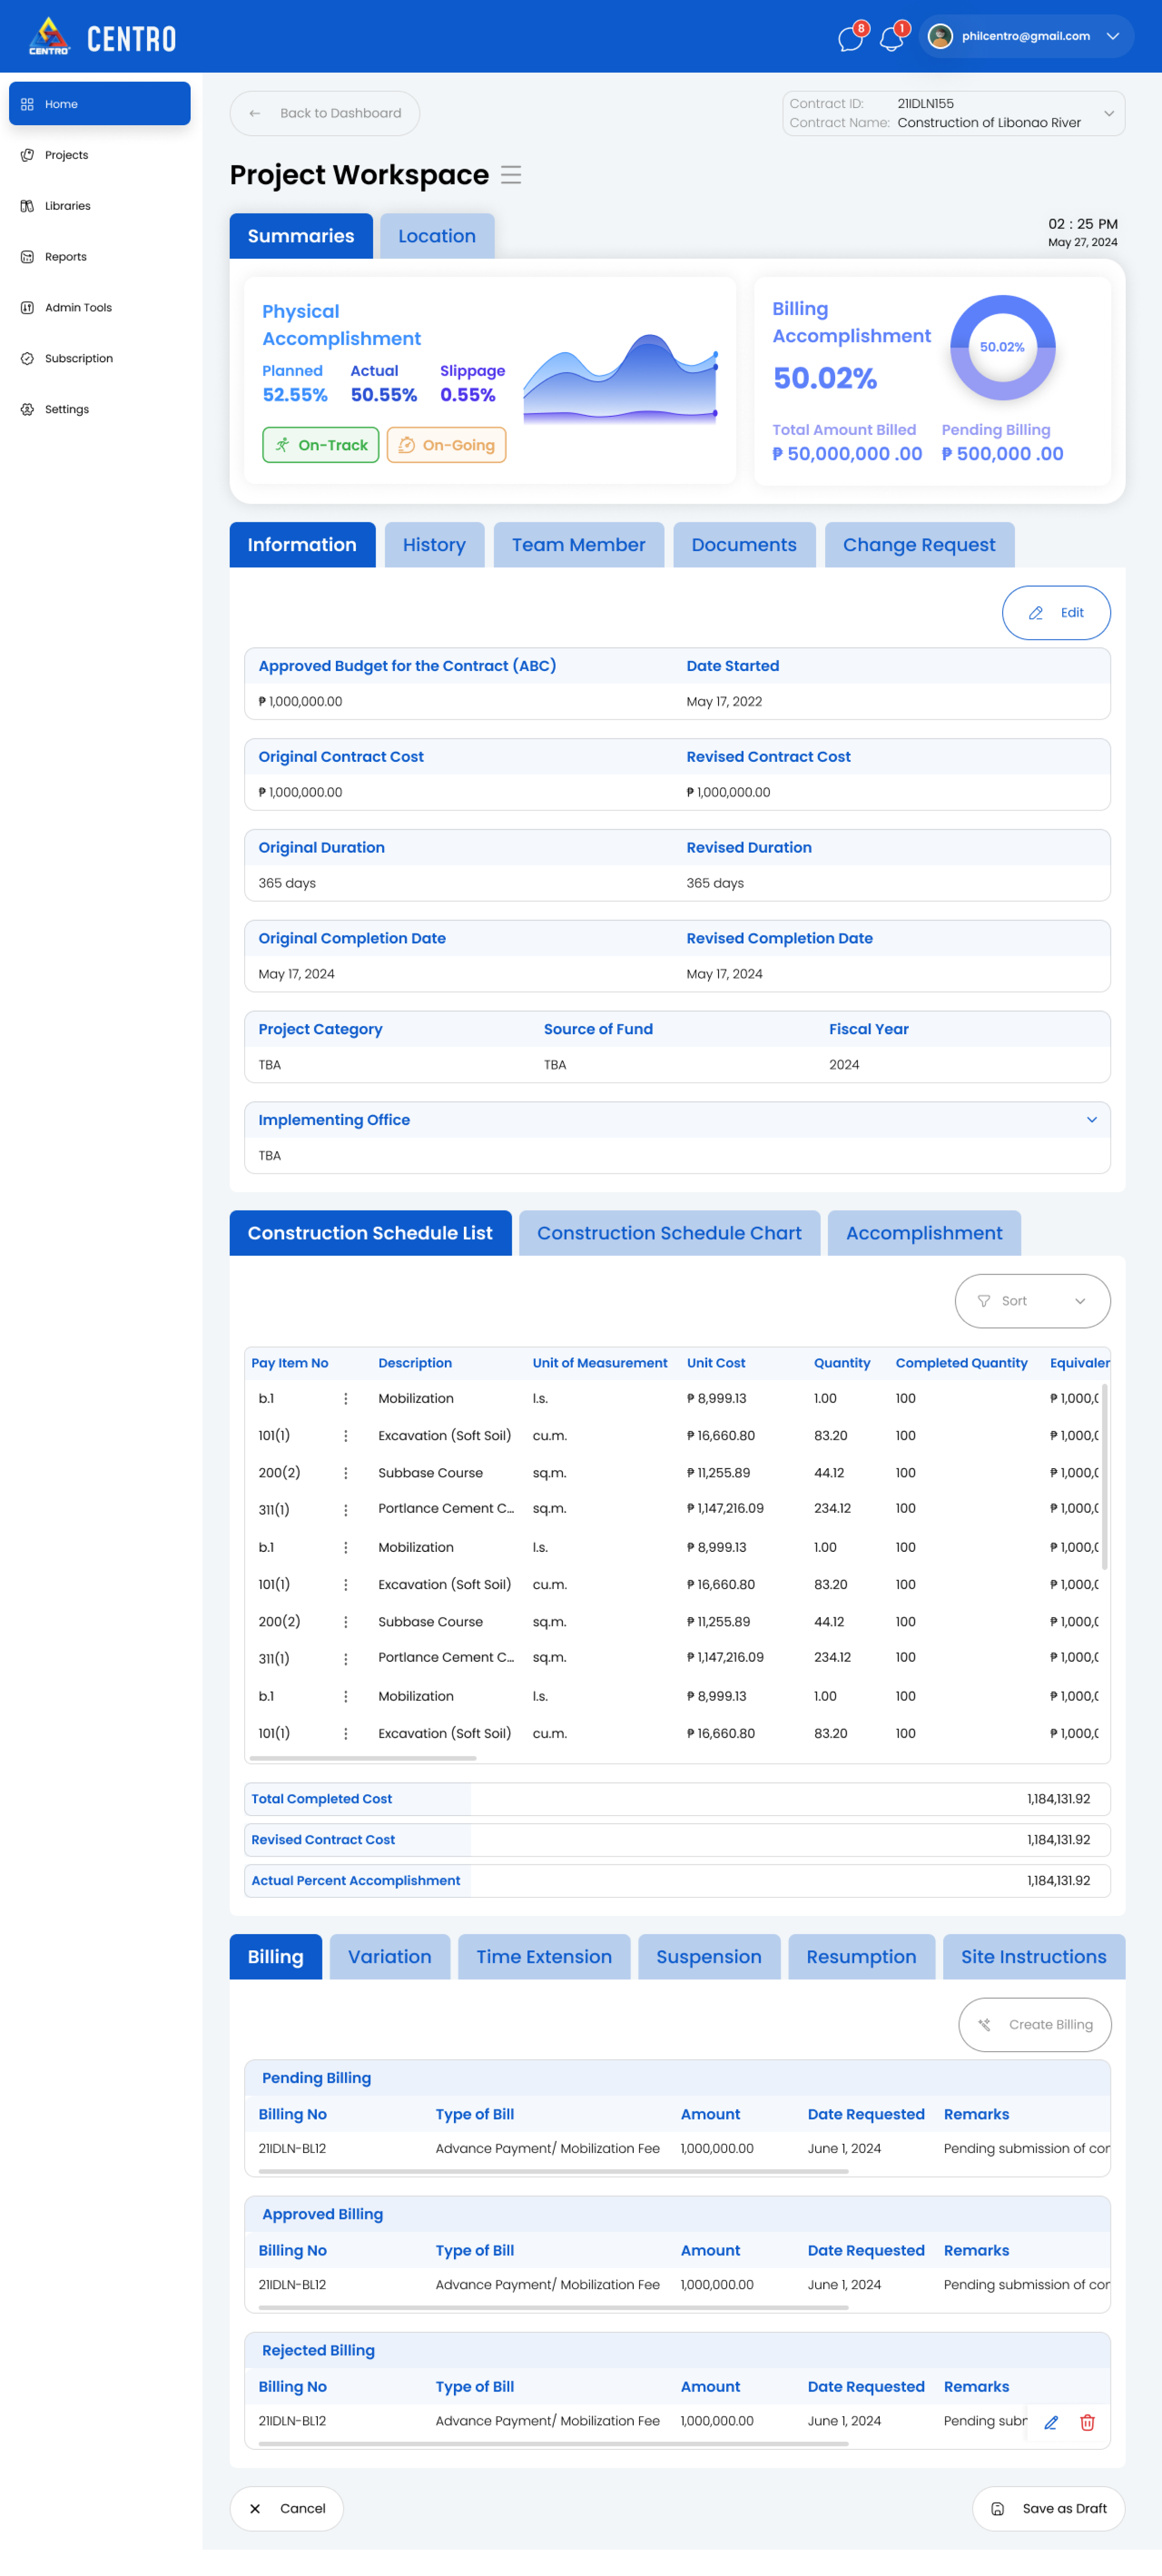 CENTRO
CENTRO
8
1
philcentro@gmail.com
Home
Projects
Libraries
Reports
Admin Tools
Subscription
Settings
Back to Dashboard
Contract ID: 21IDLN155
Contract Name: Construction of Libonao River
Project Workspace
Summaries Location
02 : 25 PM
May 27, 2024
Physical
Accomplishment
Planned Actual Slippage
52.55% 50.55% 0.55%
On-Track On-Going
Billing
Accomplishment
50.02%
50.02%
Total Amount Billed Pending Billing
₱ 50,000,000 .00 ₱ 500,000 .00
Information History Team Member Documents Change Request
Edit
Approved Budget for the Contract (ABC) Date Started
₱ 1,000,000.00 May 17, 2022
Original Contract Cost Revised Contract Cost
₱ 1,000,000.00 ₱ 1,000,000.00
Original Duration Revised Duration
365 days 365 days
Original Completion Date Revised Completion Date
May 17, 2024 May 17, 2024
Project Category Source of Fund Fiscal Year
TBA TBA 2024
Implementing Office
TBA
Construction Schedule List Construction Schedule Chart Accomplishment
Sort
Pay Item No Description Unit of Measurement Unit Cost Quantity Completed Quantity Equivaler
b.1 Mobilization l.s. ₱ 8,999.13 1.00 100 ₱ 1,000,0
101(1) Excavation (Soft Soil) cu.m. ₱ 16,660.80 83.20 100 ₱ 1,000,0
200(2) Subbase Course sq.m. ₱ 11,255.89 44.12 100 ₱ 1,000,0
311(1) Portlance Cement C... sq.m. ₱ 1,147,216.09 234.12 100 ₱ 1,000,0
b.1 Mobilization l.s. ₱ 8,999.13 1.00 100 ₱ 1,000,0
101(1) Excavation (Soft Soil) cu.m. ₱ 16,660.80 83.20 100 ₱ 1,000,0
200(2) Subbase Course sq.m. ₱ 11,255.89 44.12 100 ₱ 1,000,0
311(1) Portlance Cement C... sq.m. ₱ 1,147,216.09 234.12 100 ₱ 1,000,0
b.1 Mobilization l.s. ₱ 8,999.13 1.00 100 ₱ 1,000,0
101(1) Excavation (Soft Soil) cu.m. ₱ 16,660.80 83.20 100 ₱ 1,000,0
Total Completed Cost 1,184,131.92
Revised Contract Cost 1,184,131.92
Actual Percent Accomplishment 1,184,131.92
Billing Variation Time Extension Suspension Resumption Site Instructions
Create Billing
Pending Billing
Billing No Type of Bill Amount Date Requested Remarks
21IDLN-BL12 Advance Payment/ Mobilization Fee 1,000,000.00 June 1, 2024 Pending submission of cor
Approved Billing
Billing No Type of Bill Amount Date Requested Remarks
21IDLN-BL12 Advance Payment/ Mobilization Fee 1,000,000.00 June 1, 2024 Pending submission of cor
Rejected Billing
Billing No Type of Bill Amount Date Requested Remarks
21IDLN-BL12 Advance Payment/ Mobilization Fee 1,000,000.00 June 1, 2024 Pending subr
Cancel Save as Draft